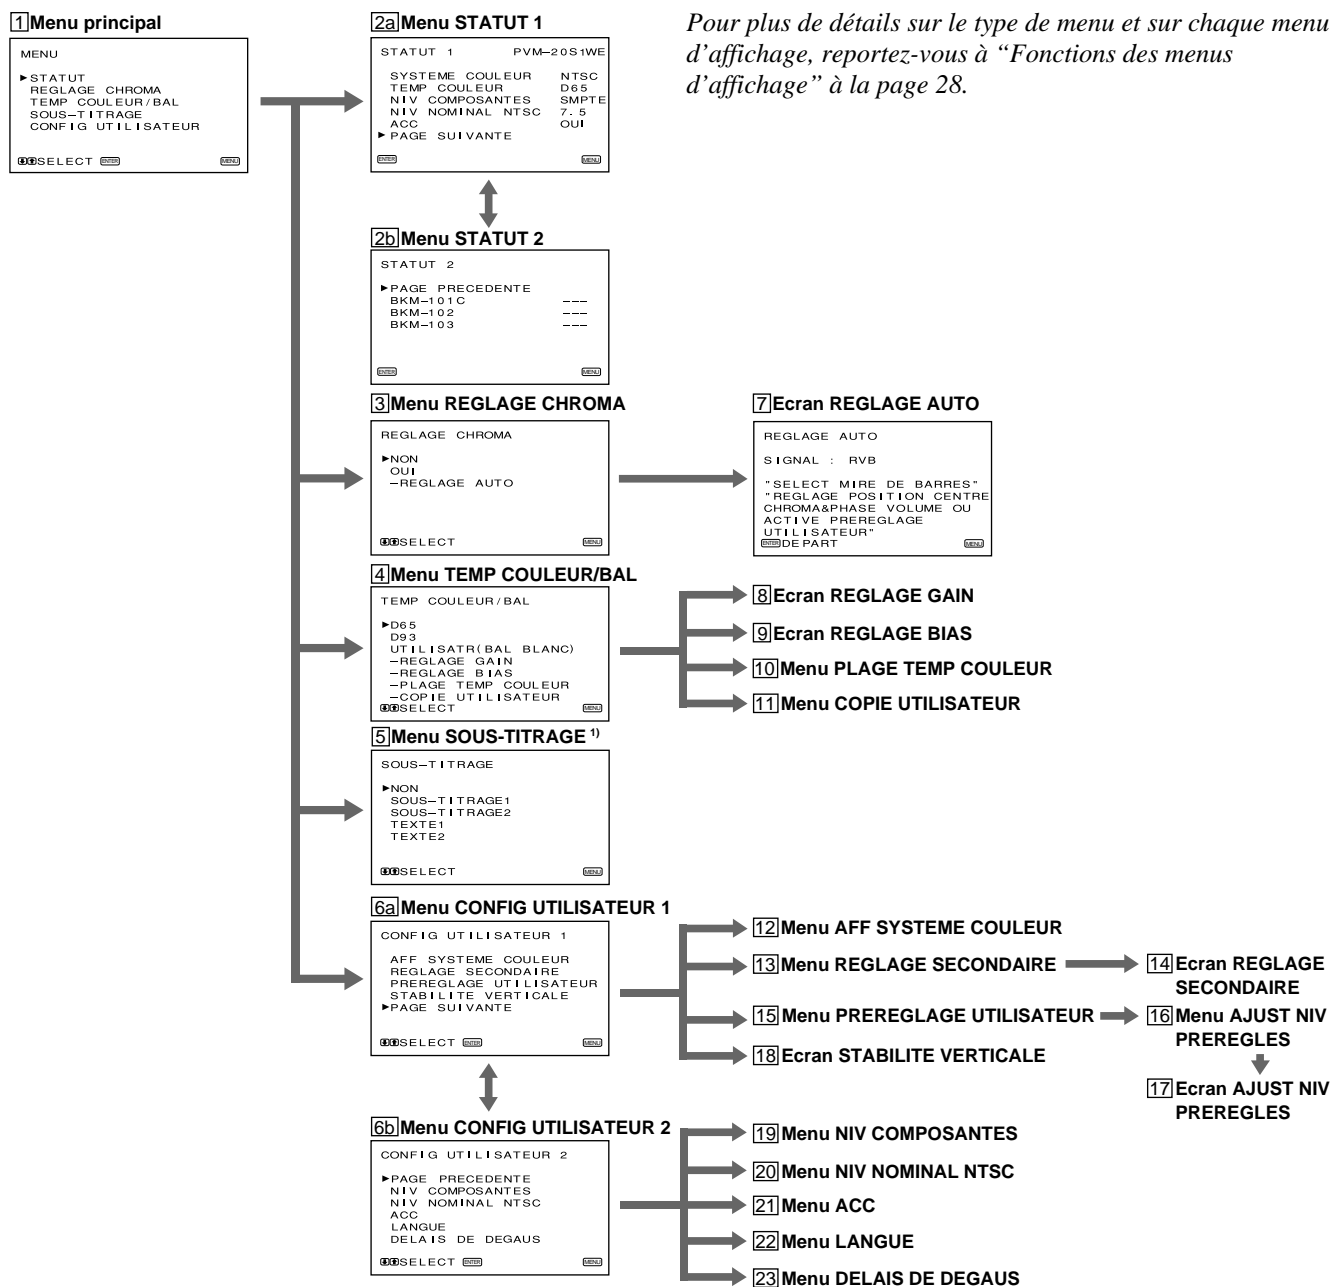 1 Menu principal
MENU
►STATUT
REGLAGE CHROMA
TEMP COULEUR/BAL
SOUS–TITRAGE
CONFIG UTILISATEUR
SELECT ENTER MENU
2a Menu STATUT 1
STATUT 1 PVM–20S1WE
SYSTEME COULEUR NTSC
TEMP COULEUR D65
NIV COMPOSANTES SMPTE
NIV NOMINAL NTSC 7.5
ACC OUI
►PAGE SUIVANTE
ENTER MENU
Pour plus de détails sur le type de menu et sur chaque menu
d'affichage, reportez-vous à “Fonctions des menus
d'affichage” à la page 28.
2b Menu STATUT 2
STATUT 2
►PAGE PRECEDENTE
BKM–101C –––
BKM–102 –––
BKM–103 –––
ENTER MENU
3 Menu REGLAGE CHROMA
REGLAGE CHROMA
►NON
OUI
–REGLAGE AUTO
SELECT MENU
7 Ecran REGLAGE AUTO
REGLAGE AUTO
SIGNAL : RVB
"SELECT MIRE DE BARRES"
"REGLAGE POSITION CENTRE
CHROMA&PHASE VOLUME OU
ACTIVE PREREGLAGE
UTILISATEUR"
ENTER DEPART MENU
4 Menu TEMP COULEUR/BAL
TEMP COULEUR/BAL
►D65
D93
UTILISATR(BAL BLANC)
–REGLAGE GAIN
–REGLAGE BIAS
–PLAGE TEMP COULEUR
–COPIE UTILISATEUR
SELECT MENU
8 Ecran REGLAGE GAIN
9 Ecran REGLAGE BIAS
10 Menu PLAGE TEMP COULEUR
11 Menu COPIE UTILISATEUR
5 Menu SOUS-TITRAGE 1)
SOUS–TITRAGE
►NON
SOUS–TITRAGE1
SOUS–TITRAGE2
TEXTE1
TEXTE2
SELECT MENU
6a Menu CONFIG UTILISATEUR 1
CONFIG UTILISATEUR 1
AFF SYSTEME COULEUR
REGLAGE SECONDAIRE
PREREGLAGE UTILISATEUR
STABILITE VERTICALE
►PAGE SUIVANTE
SELECT ENTER MENU
12 Menu AFF SYSTEME COULEUR
13 Menu REGLAGE SECONDAIRE
14 Ecran REGLAGE
SECONDAIRE
15 Menu PREREGLAGE UTILISATEUR
16 Menu AJUST NIV
PREREGLES
18 Ecran STABILITE VERTICALE
17 Ecran AJUST NIV
PREREGLES
6b Menu CONFIG UTILISATEUR 2
CONFIG UTILISATEUR 2
►PAGE PRECEDENTE
NIV COMPOSANTES
NIV NOMINAL NTSC
ACC
LANGUE
DELAIS DE DEGAUS
SELECT ENTER MENU
19 Menu NIV COMPOSANTES
20 Menu NIV NOMINAL NTSC
21 Menu ACC
22 Menu LANGUE
23 Menu DELAIS DE DEGAUS